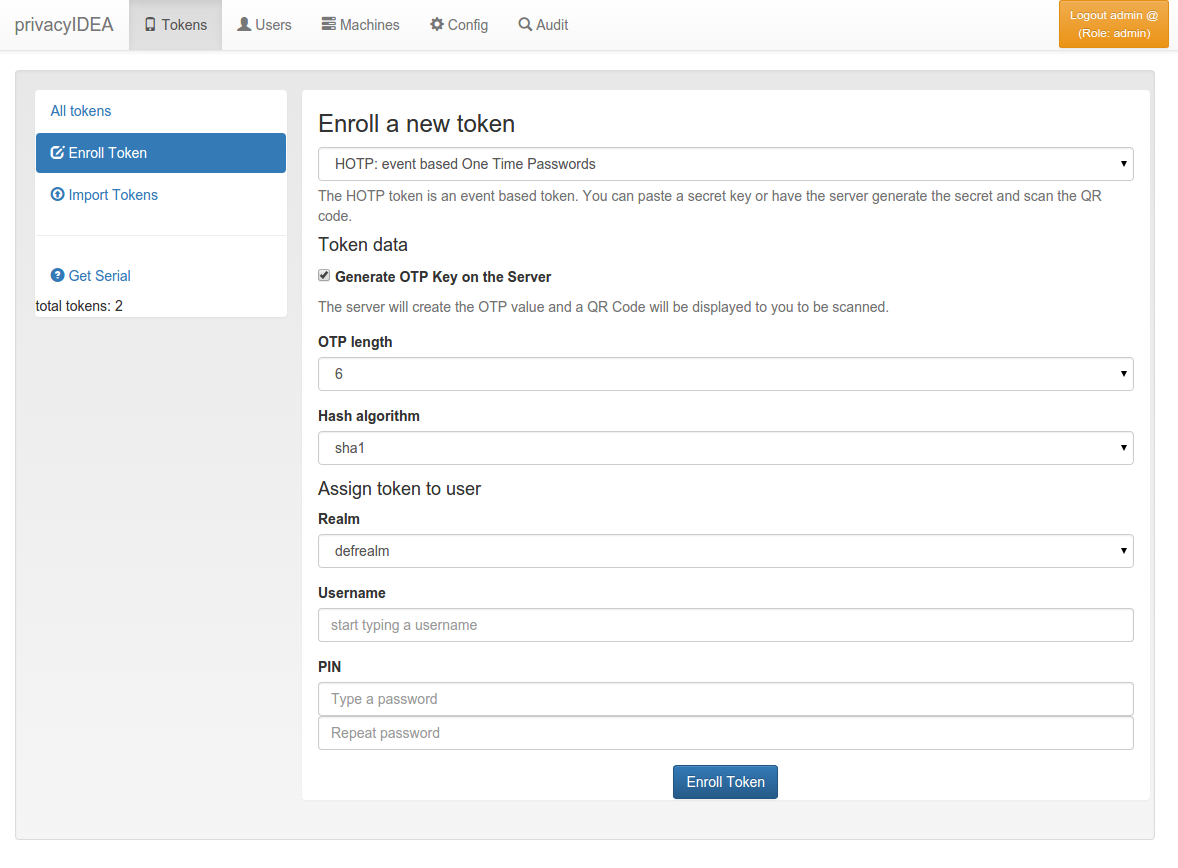 privacyIDEA
Tokens
Users
Machines
Config
Audit
Logout admin @
(Role: admin)
All tokens
Enroll Token
Import Tokens
Get Serial
total tokens: 2
Enroll a new token
HOTP: event based One Time Passwords
The HOTP token is an event based token. You can paste a secret key or have the server generate the secret and scan the QR
code.
Token data
Generate OTP Key on the Server
The server will create the OTP value and a QR Code will be displayed to you to be scanned.
OTP length
6
Hash algorithm
sha1
Assign token to user
Realm
defrealm
Username
start typing a username
PIN
Type a password
Repeat password
Enroll Token